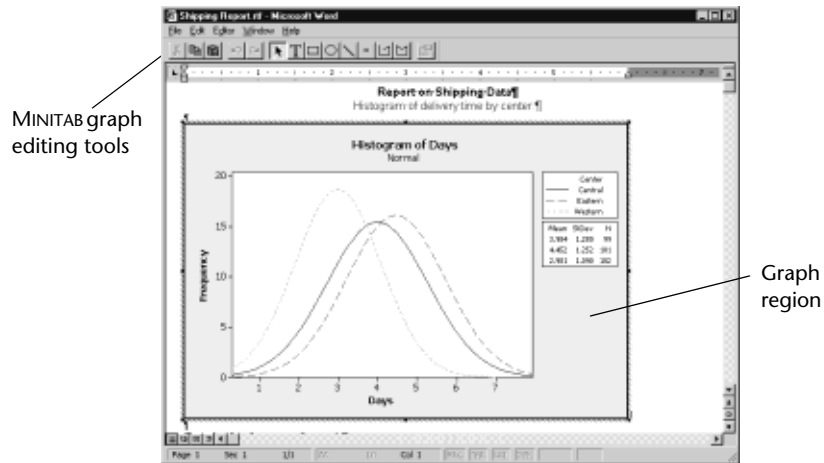 Shipping Report.rtf - Microsoft Word
File Edit Editor Window Help
MINITAB graph
editing tools
Report on Shipping Data¶
Histogram of delivery time by center ¶
Histogram of Days
Normal
Center
Central
Eastern
Western
Mean StDev N
3.984 1.280 99
4.452 1.252 101
2.981 1.090 102
Frequency
20
15
10
5
0
1 2 3 4 5 6 7
Days
Graph
region
Page 1 Sec 1 1/1 Col 1